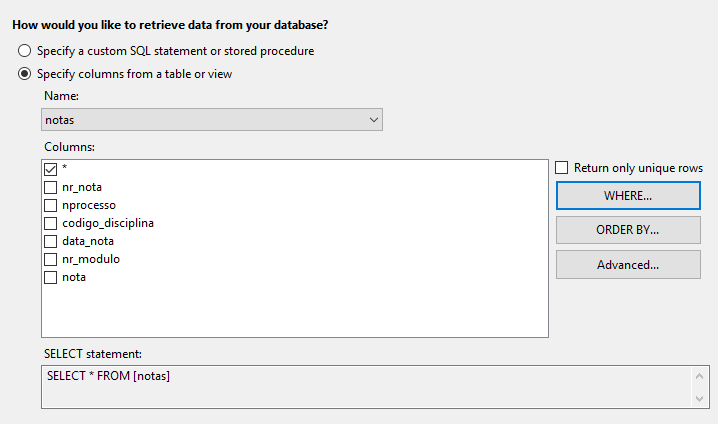 How would you like to retrieve data from your database?
Specify a custom SQL statement or stored procedure
Specify columns from a table or view
Name:
notas
Columns:
*
nr_nota
nprocesso
codigo_disciplina
data_nota
nr_modulo
nota
Return only unique rows
WHERE...
ORDER BY...
Advanced...
SELECT statement:
SELECT * FROM [notas]